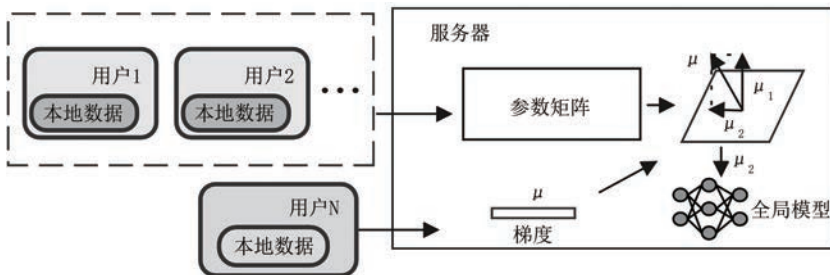 服务器
用户1
用户2
...
本地数据
本地数据
参数矩阵
μ
μ1
μ2
μ2
用户N
本地数据
μ
梯度
全局模型